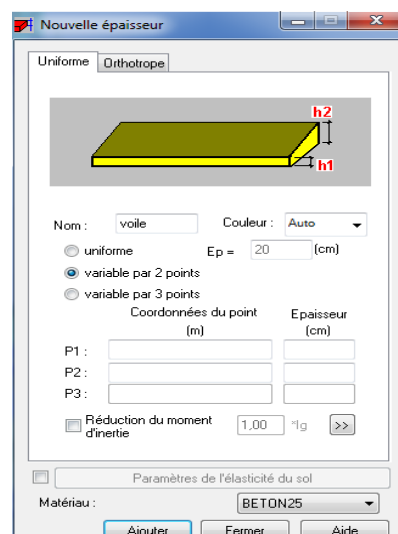 Nouvelle épaisseur
Uniforme Orthotrope
h2
h1
Nom : voile Couleur : Auto
uniforme Ep = 20 (cm)
variable par 2 points
variable par 3 points
Coordonnées du point Epaisseur
(m) (cm)
P1 :
P2 :
P3 :
Réduction du moment 1,00 *Ig >>
d'inertie
Paramètres de l'élasticité du sol
Matériau : BETON25
Ajouter Fermer Aide